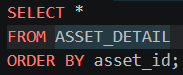 SELECT *
FROM ASSET_DETAIL
ORDER BY asset_id;